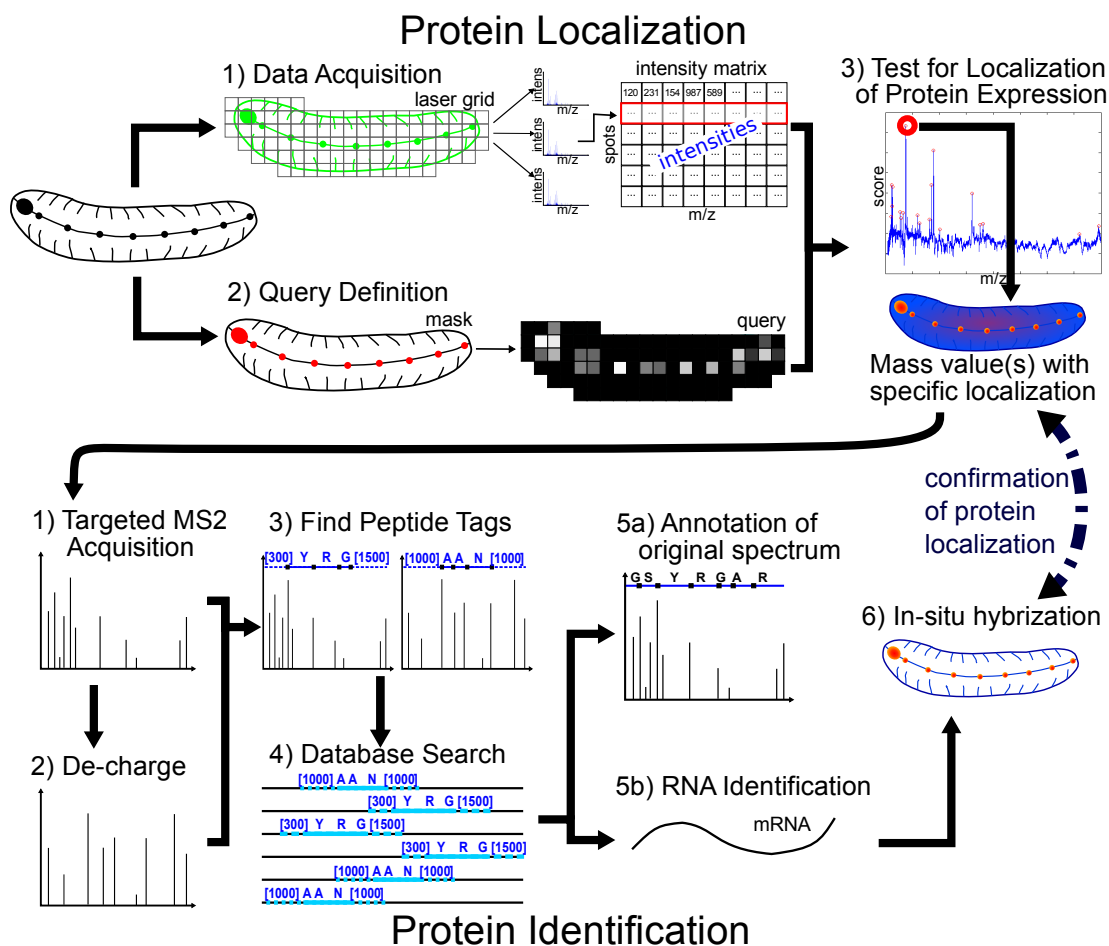 Protein Localization
1) Data Acquisition
laser grid
intens
m/z
intens
m/z
intens
m/z
intensity matrix
120 231 154 987 589 ... ... ...
... ... ... ... ... ... ... ...
... ... ... ... ... ... ... ...
... ... ... ... ... ... ... ...
... ... ... ... ... ... ... ...
... ... ... ... ... ... ... ...
intensities
spots
m/z
3) Test for Localization
of Protein Expression
score
m/z
2) Query Definition
mask
query
Mass value(s) with
specific localization
confirmation
of protein
localization
1) Targeted MS2
Acquisition
2) De-charge
3) Find Peptide Tags
[300] Y R G [1500]
[1000] A A N [1000]
4) Database Search
[1000] A A N [1000]
[300] Y R G [1500]
[300] Y R G [1500]
[300] Y R G [1500]
[1000] A A N [1000]
[1000] A A N [1000]
5a) Annotation of
original spectrum
G S Y R G A R
5b) RNA Identification
mRNA
6) In-situ hybrization
Protein Identification